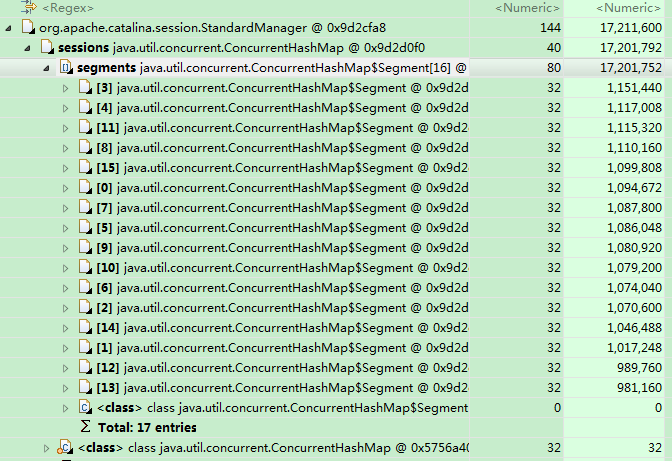 <Regex> <Numeric> <Numeric>
org.apache.catalina.session.StandardManager @ 0x9d2cfa8 144 17,211,600
sessions java.util.concurrent.ConcurrentHashMap @ 0x9d2d0f0 40 17,201,792
segments java.util.concurrent.ConcurrentHashMap$Segment[16] @ 80 17,201,752
[3] java.util.concurrent.ConcurrentHashMap$Segment @ 0x9d2d 32 1,151,440
[4] java.util.concurrent.ConcurrentHashMap$Segment @ 0x9d2d 32 1,117,008
[11] java.util.concurrent.ConcurrentHashMap$Segment @ 0x9d2 32 1,115,320
[8] java.util.concurrent.ConcurrentHashMap$Segment @ 0x9d2d 32 1,110,160
[15] java.util.concurrent.ConcurrentHashMap$Segment @ 0x9d2 32 1,099,808
[0] java.util.concurrent.ConcurrentHashMap$Segment @ 0x9d2d 32 1,094,672
[7] java.util.concurrent.ConcurrentHashMap$Segment @ 0x9d2d 32 1,087,800
[5] java.util.concurrent.ConcurrentHashMap$Segment @ 0x9d2d 32 1,086,048
[9] java.util.concurrent.ConcurrentHashMap$Segment @ 0x9d2d 32 1,080,920
[10] java.util.concurrent.ConcurrentHashMap$Segment @ 0x9d2 32 1,079,200
[6] java.util.concurrent.ConcurrentHashMap$Segment @ 0x9d2d 32 1,074,040
[2] java.util.concurrent.ConcurrentHashMap$Segment @ 0x9d2d 32 1,070,600
[14] java.util.concurrent.ConcurrentHashMap$Segment @ 0x9d2 32 1,046,488
[1] java.util.concurrent.ConcurrentHashMap$Segment @ 0x9d2d 32 1,017,248
[12] java.util.concurrent.ConcurrentHashMap$Segment @ 0x9d2 32 989,760
[13] java.util.concurrent.ConcurrentHashMap$Segment @ 0x9d2 32 981,160
<class> class java.util.concurrent.ConcurrentHashMap$Segment 0 0
Σ Total: 17 entries
<class> class java.util.concurrent.ConcurrentHashMap @ 0x5756a40 32 32